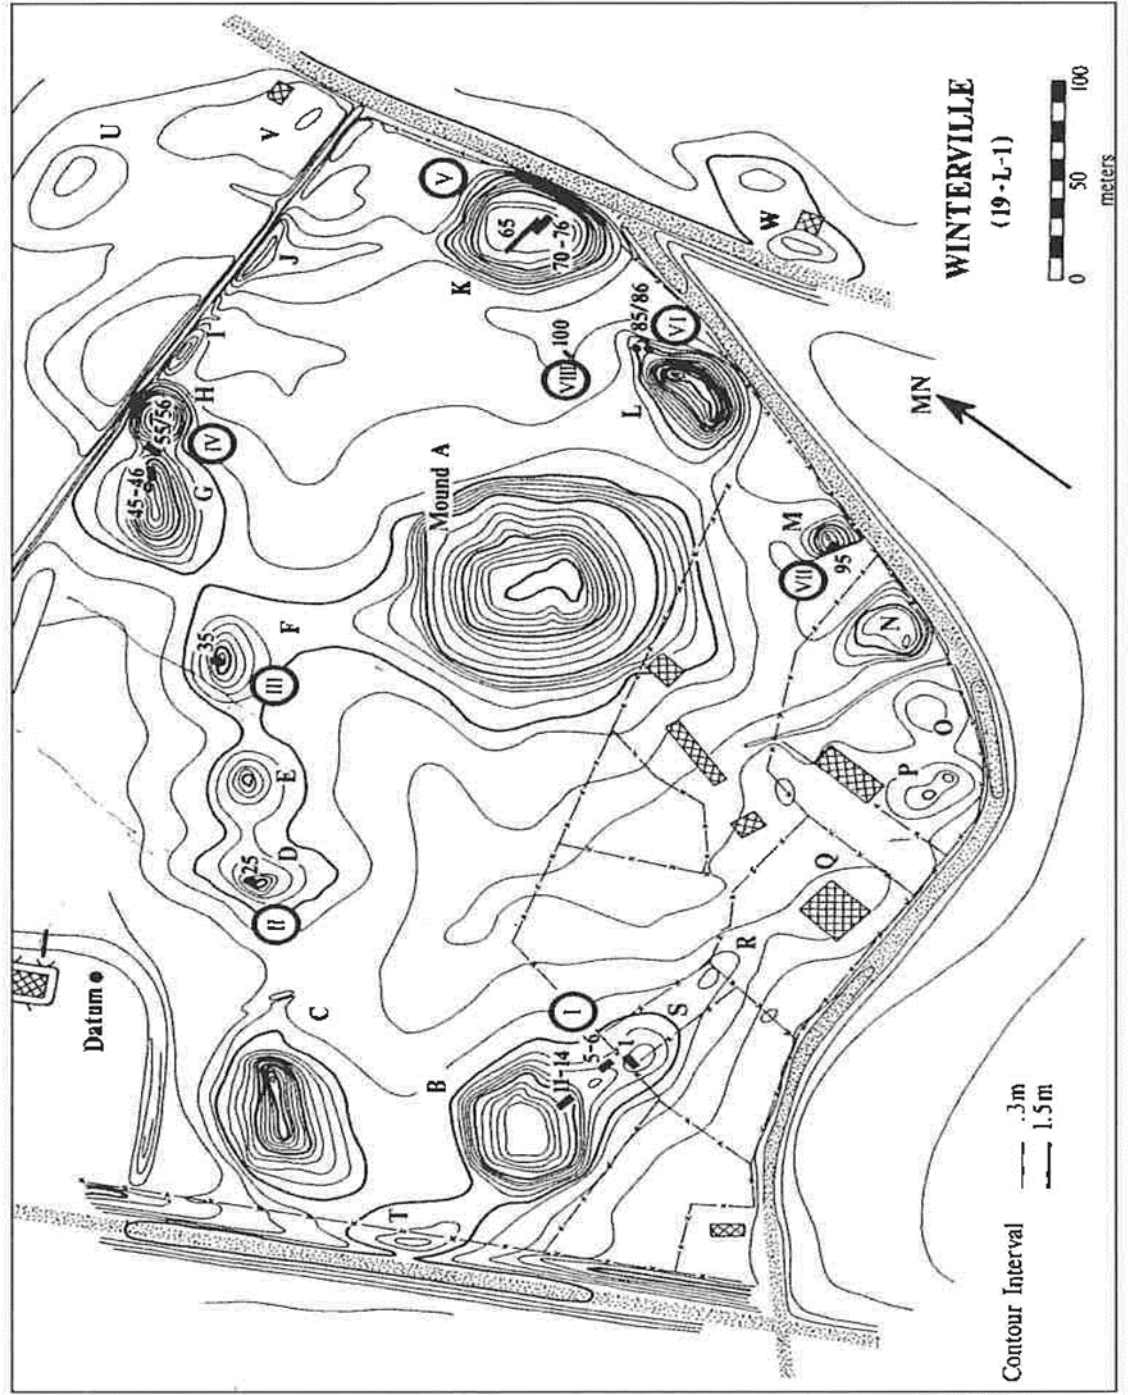 WINTERVILLE
(19-L-1)
0 50 100
meters
MN
Contour Interval
.3m
1.5m
Datum
Mound A
B
C
D
E
F
G
H
I
J
K
L
M
N
O
P
Q
R
S
T
U
V
W
I
II
III
IV
V
VI
VII
VIII
1
5-6
11-14
25
35
45-46
55/56
65
70-76
85/86
95
100